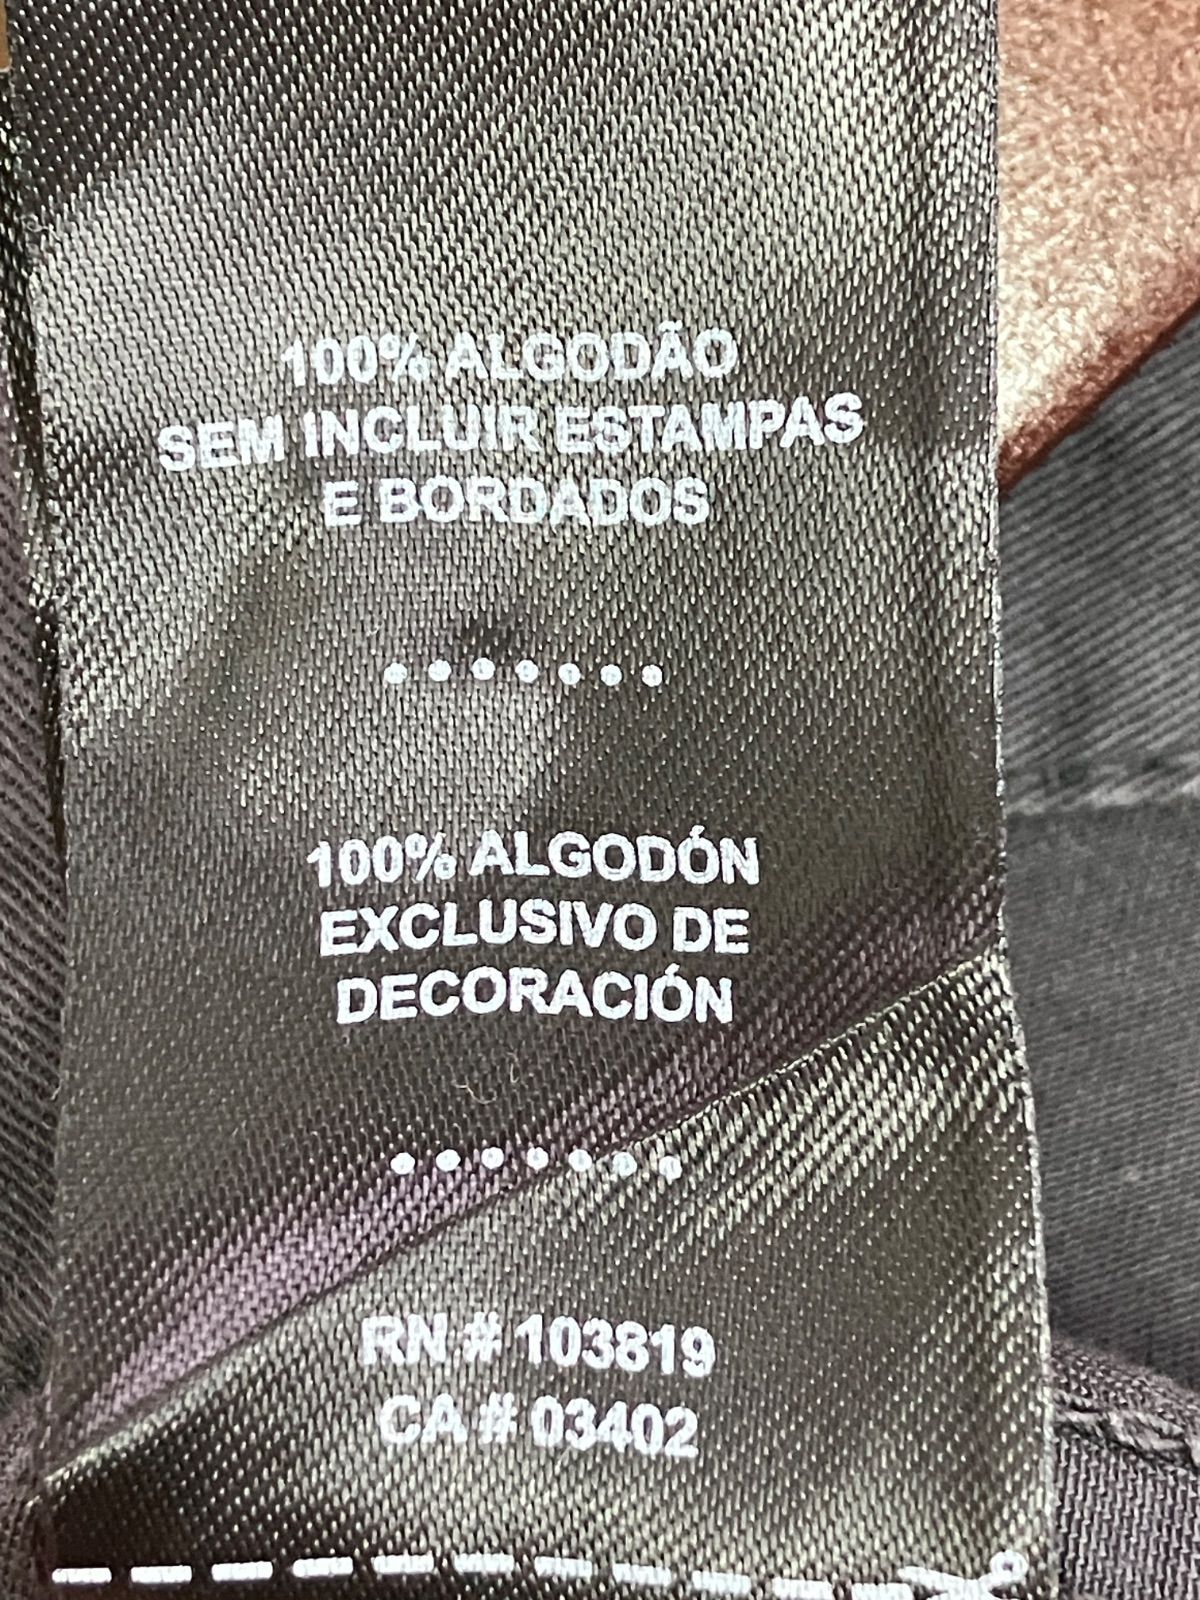 100% ALGODÃO
SEM INCLUIR ESTAMPAS
E BORDADOS
100% ALGODÓN
EXCLUSIVO DE
DECORACIÓN
RN # 103819
CA # 03402